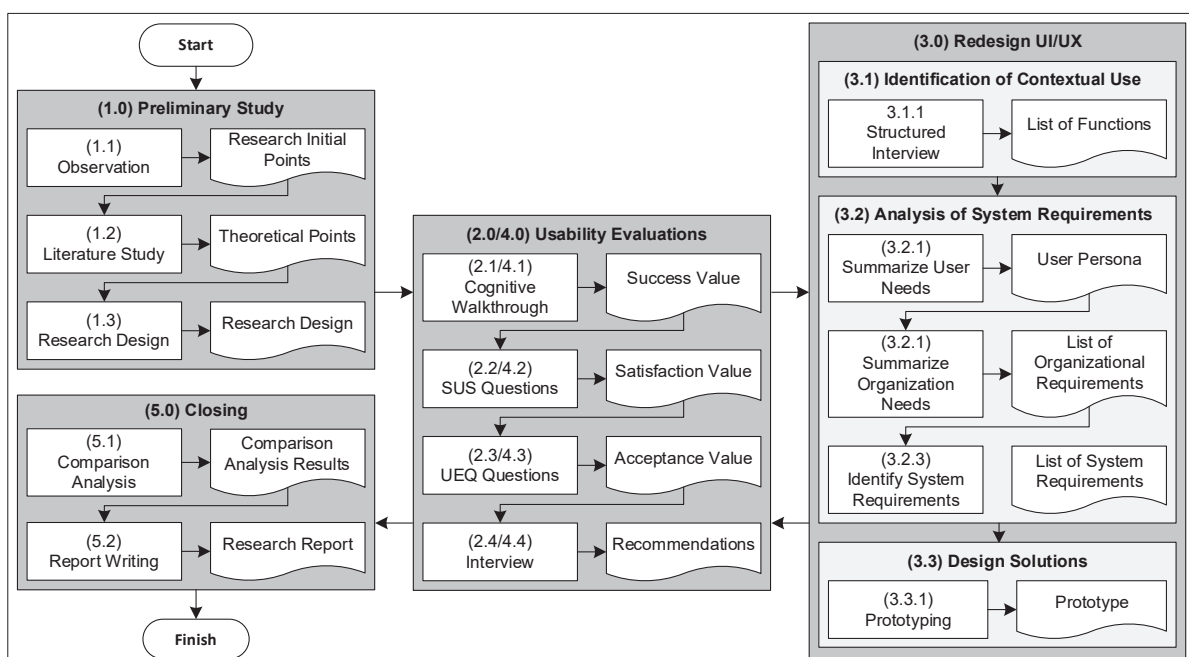 Start
(1.0) Preliminary Study
(1.1)
Observation
Research Initial
Points
(1.2)
Literature Study
Theoretical Points
(1.3)
Research Design
Research Design
(5.0) Closing
(5.1)
Comparison
Analysis
Comparison
Analysis Results
(5.2)
Report Writing
Research Report
Finish
(2.0/4.0) Usability Evaluations
(2.1/4.1)
Cognitive
Walkthrough
Success Value
(2.2/4.2)
SUS Questions
Satisfaction Value
(2.3/4.3)
UEQ Questions
Acceptance Value
(2.4/4.4)
Interview
Recommendations
(3.0) Redesign UI/UX
(3.1) Identification of Contextual Use
3.1.1
Structured
Interview
List of Functions
(3.2) Analysis of System Requirements
(3.2.1)
Summarize User
Needs
User Persona
(3.2.1)
Summarize
Organization
Needs
List of
Organizational
Requirements
(3.2.3)
Identify System
Requirements
List of System
Requirements
(3.3) Design Solutions
(3.3.1)
Prototyping
Prototype